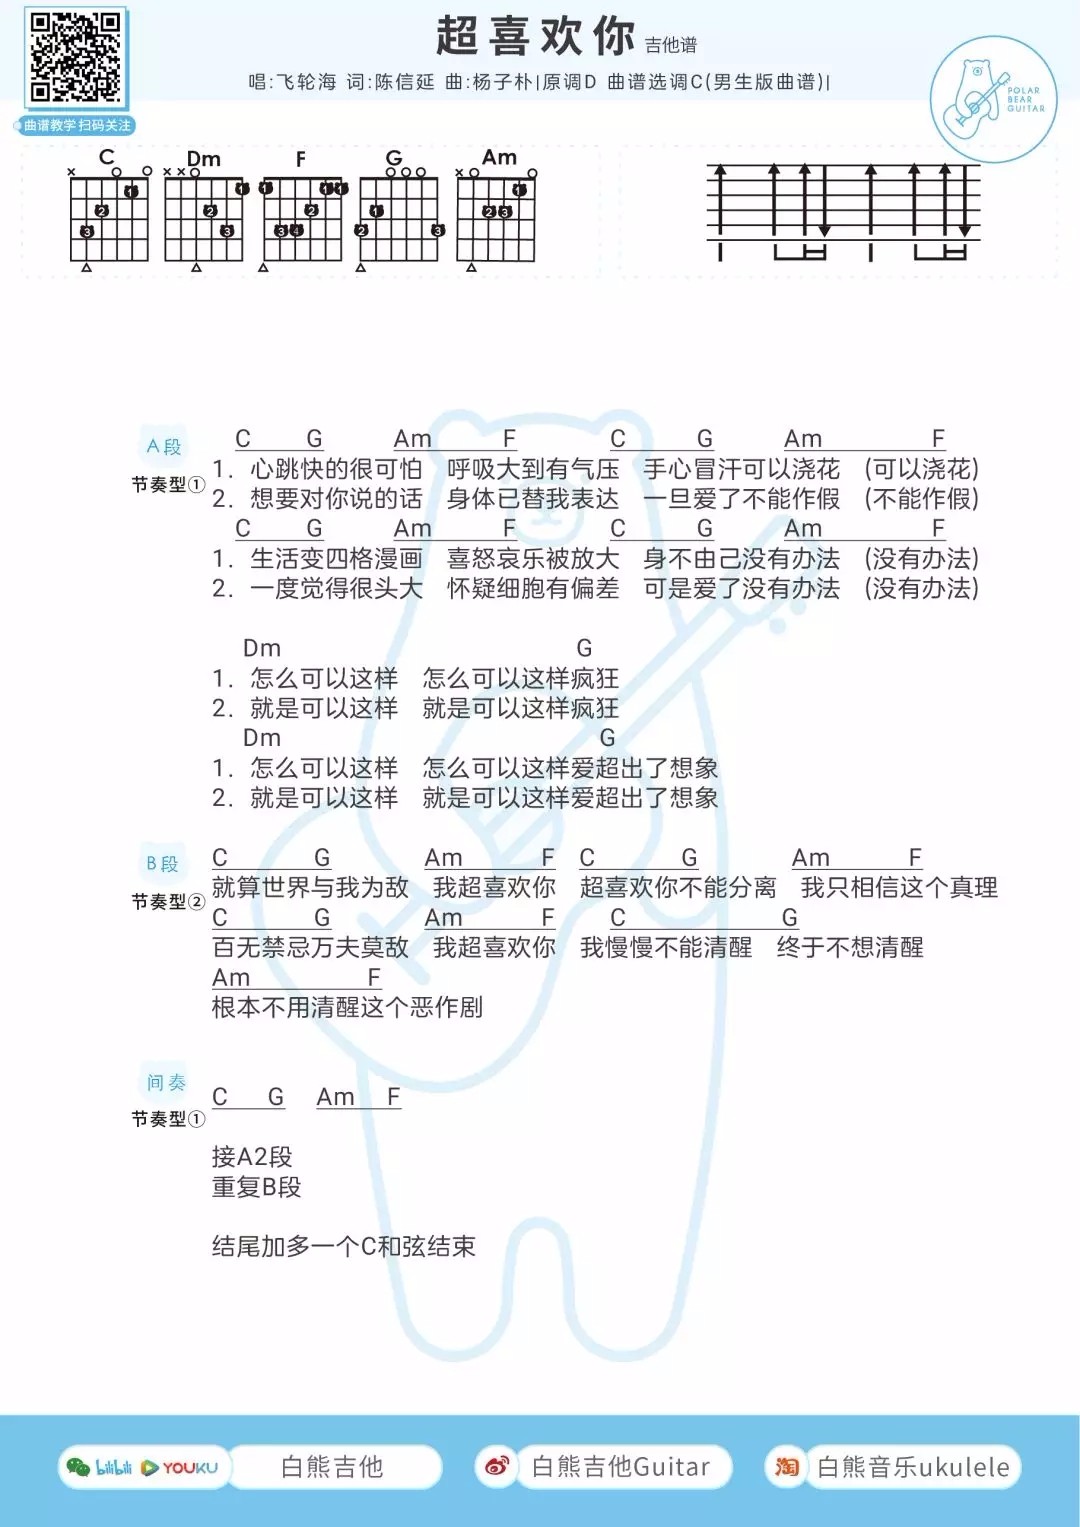 超喜欢你 吉他谱
唱:飞轮海 词:陈信延 曲:杨子朴|原调D 曲谱选调C(男生版曲谱)|
曲谱教学 扫码关注
POLAR
BEAR
GUITAR
C Dm F G Am
A段 C G Am F C G Am F
1. 心跳快的很可怕 呼吸大到有气压 手心冒汗可以浇花 (可以浇花)
节奏型①
2. 想要对你说的话 身体已替我表达 一旦爱了不能作假 (不能作假)
C G Am F C G Am F
1. 生活变四格漫画 喜怒哀乐被放大 身不由己没有办法 (没有办法)
2. 一度觉得很头大 怀疑细胞有偏差 可是爱了没有办法 (没有办法)
Dm G
1. 怎么可以这样 怎么可以这样疯狂
2. 就是可以这样 就是可以这样疯狂
Dm G
1. 怎么可以这样 怎么可以这样爱超出了想象
2. 就是可以这样 就是可以这样爱超出了想象
B段 C G Am F C G Am F
就算世界与我为敌 我超喜欢你 超喜欢你不能分离 我只相信这个真理
节奏型②
C G Am F C G
百无禁忌万夫莫敌 我超喜欢你 我慢慢不能清醒 终于不想清醒
Am F
根本不用清醒这个恶作剧
间奏 C G Am F
节奏型①
接A2段
重复B段
结尾加多一个C和弦结束
bilibili YOUKU 白熊吉他 白熊吉他Guitar 淘 白熊音乐ukulele